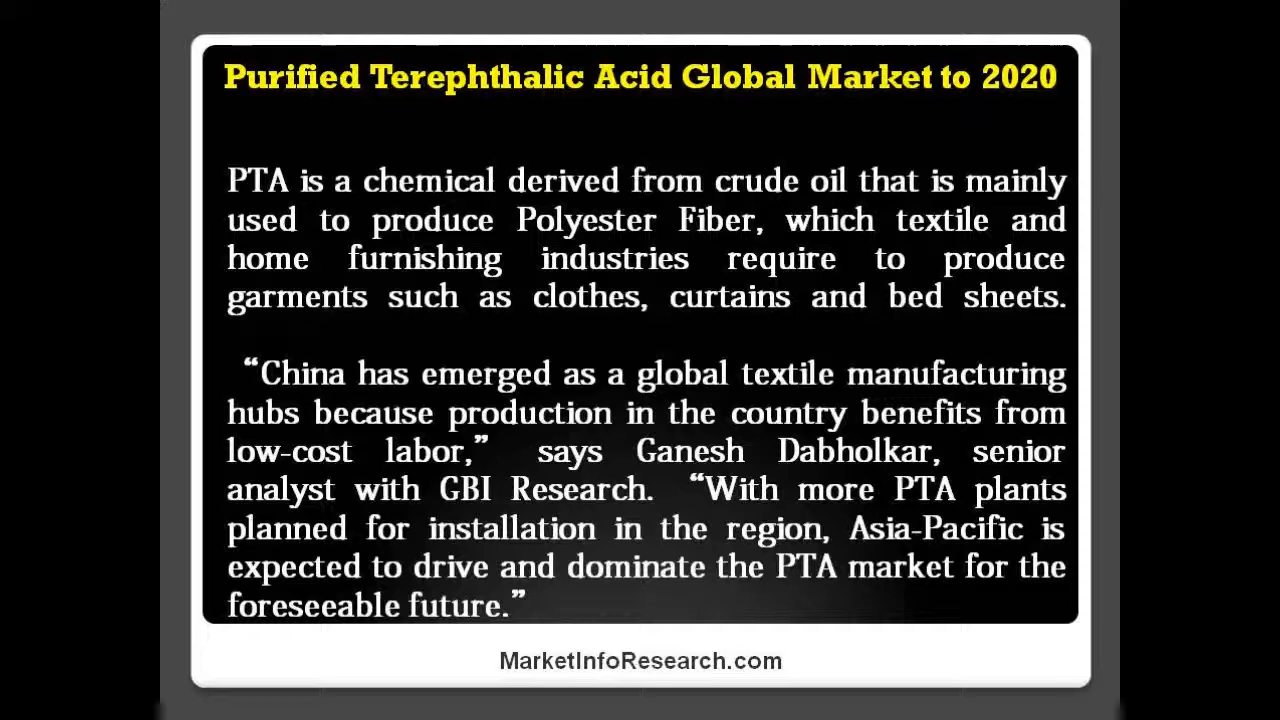 Purified Terephthalic Acid Global Market to 2020
PTA is a chemical derived from crude oil that is mainly
used to produce Polyester Fiber, which textile and
home furnishing industries require to produce
garments such as clothes, curtains and bed sheets.
“China has emerged as a global textile manufacturing
hubs because production in the country benefits from
low-cost labor,” says Ganesh Dabholkar, senior
analyst with GBI Research. “With more PTA plants
planned for installation in the region, Asia-Pacific is
expected to drive and dominate the PTA market for the
foreseeable future.”
MarketInfoResearch.com